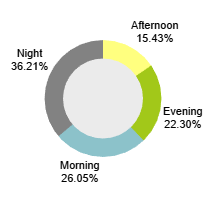 Afternoon
15.43%
Night
36.21%
Evening
22.30%
Morning
26.05%